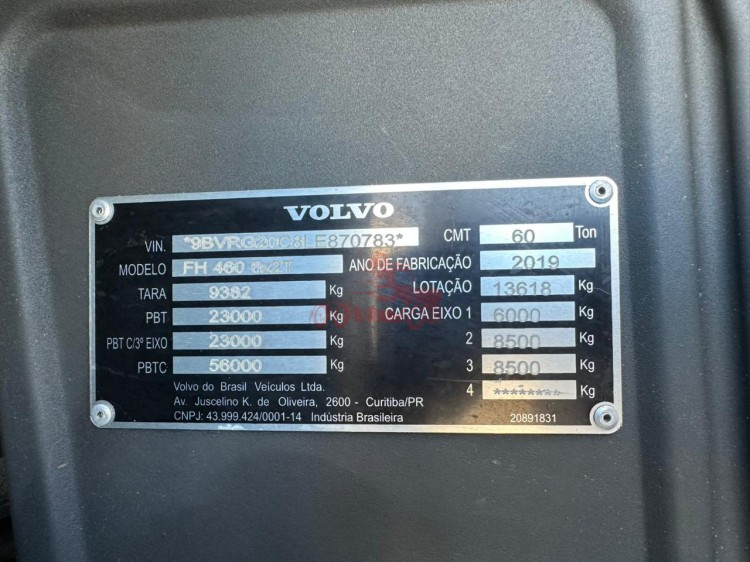 VOLVO
VIN. *9BVRG20C8LE870783* CMT 60 Ton
MODELO FH 460 6x2T ANO DE FABRICAÇÃO 2019
TARA 9382 Kg LOTAÇÃO 13618 Kg
PBT 23000 Kg CARGA EIXO 1 6000 Kg
PBT C/3º EIXO 23000 Kg 2 8500 Kg
PBTC 56000 Kg 3 8500 Kg
4 ******** Kg
Volvo do Brasil Veículos Ltda.
Av. Juscelino K. de Oliveira, 2600 - Curitiba/PR
CNPJ: 43.999.424/0001-14 Indústria Brasileira 20891831